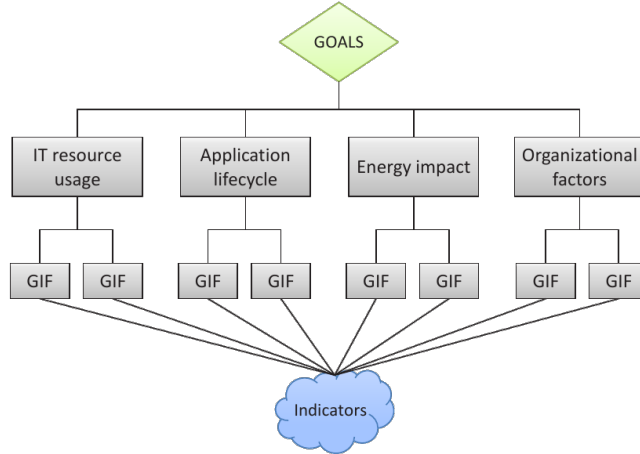 GOALS
IT resource
usage
Application
lifecycle
Energy impact
Organizational
factors
GIF
GIF
GIF
GIF
GIF
GIF
GIF
GIF
Indicators